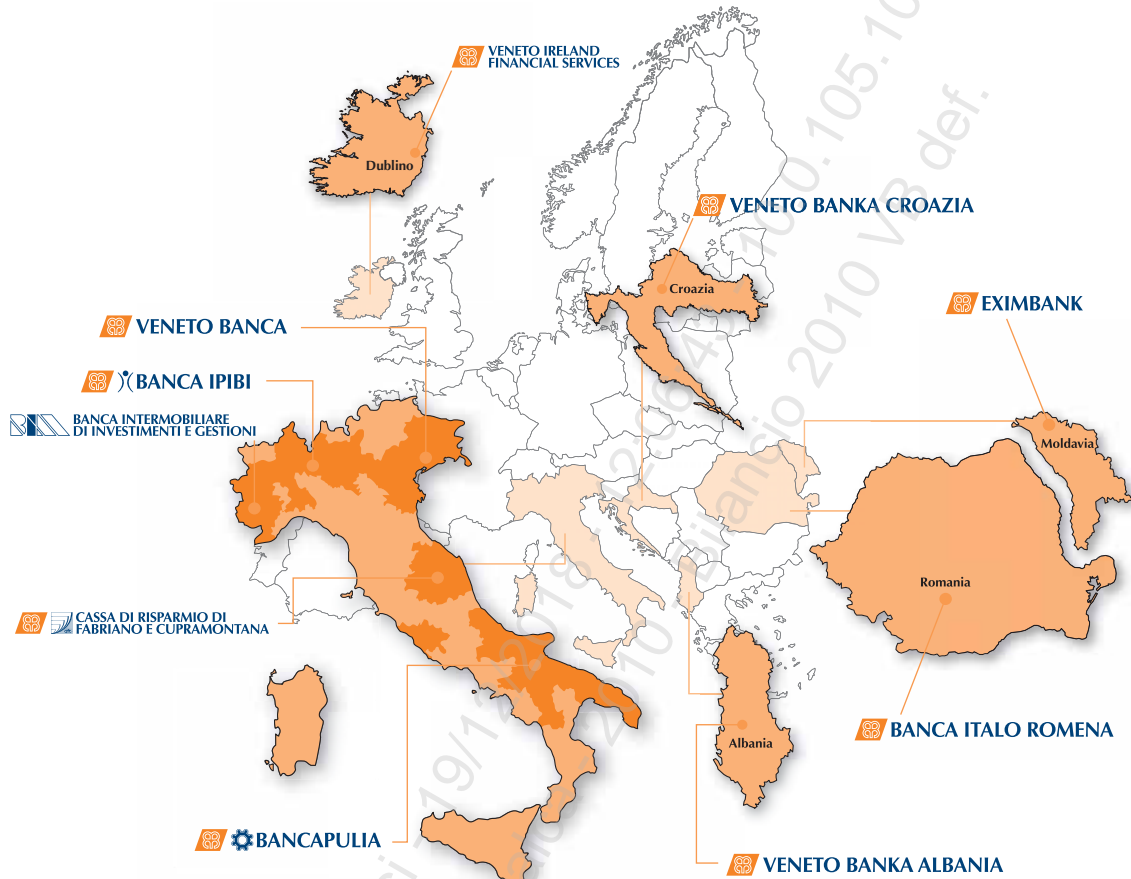 VENETO IRELAND
FINANCIAL SERVICES
Dublino
VENETO BANKA CROAZIA
Croazia
EXIMBANK
Moldavia
VENETO BANCA
BANCA IPIBI
BANCA INTERMOBILIARE
DI INVESTIMENTI E GESTIONI
Romania
CASSA DI RISPARMIO DI
FABRIANO E CUPRAMONTANA
BANCA ITALO ROMENA
Albania
BANCAPULIA
VENETO BANKA ALBANIA